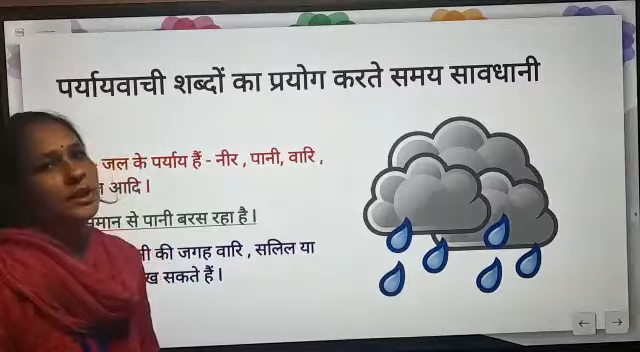 पर्यायवाची शब्दों का प्रयोग करते समय सावधानी
जल के पर्याय हैं - नीर , पानी, वारि ,
आदि ।
से पानी बरस रहा है ।
की जगह वारि , सलिल या
सकते हैं ।